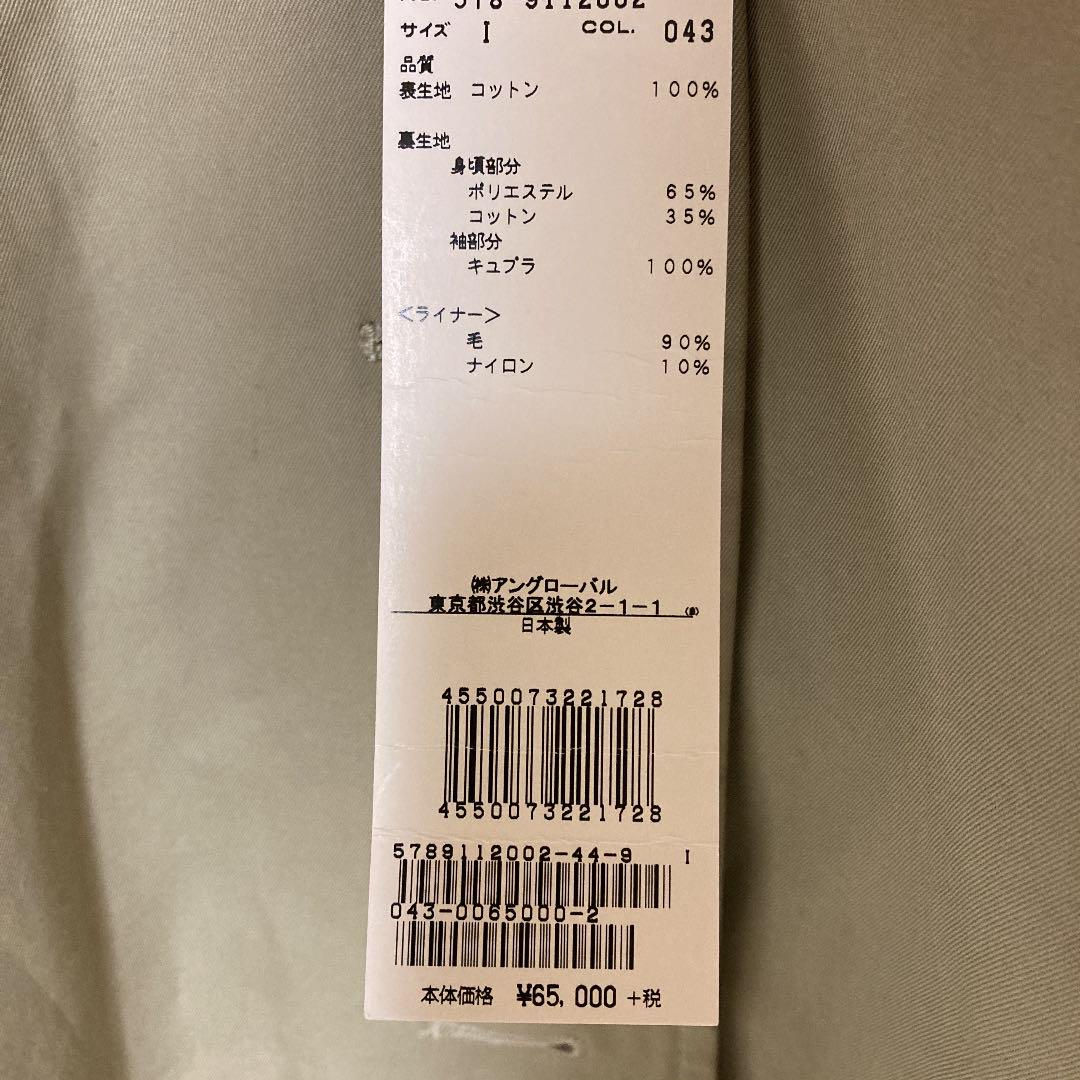 578 9112002
サイズ I COL. 043
品質
表生地 コットン 100%
裏生地
身頃部分
ポリエステル 65%
コットン 35%
袖部分
キュプラ 100%
<ライナー>
毛 90%
ナイロン 10%
㈱アングローバル
東京都渋谷区渋谷2-1-1
日本製
4550073221728
4550073221728
5789112002-44-9 I
043-0065000-2
本体価格 ¥65,000 +税